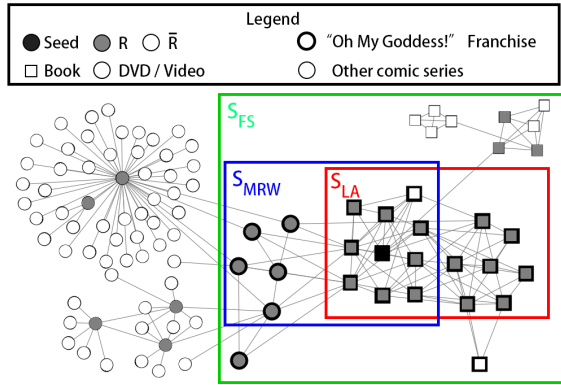 Legend
Seed R R̅ "Oh My Goddess!" Franchise
Book DVD / Video Other comic series
S_FS
S_MRW
S_LA